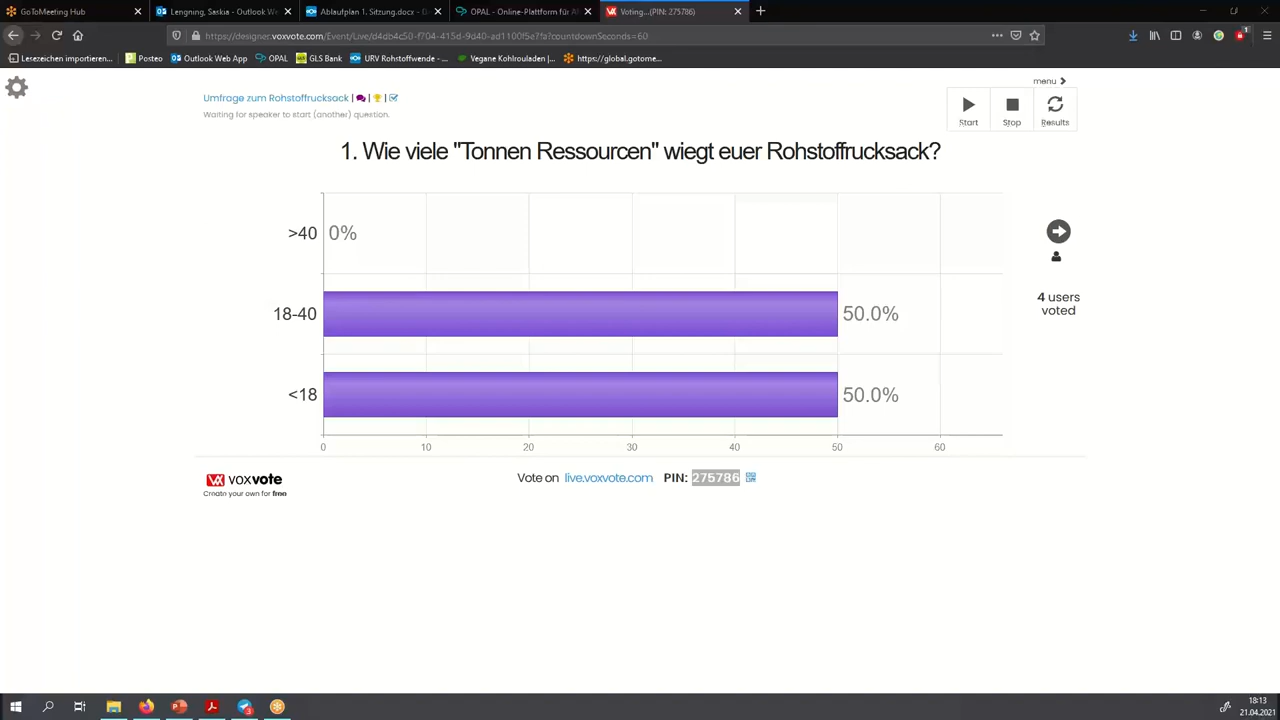 GoToMeeting Hub
Lengning, Saskia - Outlook W
Ablaufplan 1. Sitzung.docx -
OPAL - Online-Plattform für A
Voting...(PIN: 275786)
https://designer.voxvote.com/Event/Live/d4db4c50-f704-415d-9d40-ad1100f5e7fa?countdownSeconds=60
Lesezeichen importieren...
Posteo
Outlook Web App
OPAL
GLS Bank
URV Rohstoffwende - ...
Vegane Kohlrouladen |...
https://global.gotome...
menu
Umfrage zum Rohstoffrucksack | | |
Waiting for speaker to start (another) question.
Start
Stop
Results
1. Wie viele "Tonnen Ressourcen" wiegt euer Rohstoffrucksack?
>40 0%
18-40 50.0%
<18 50.0%
4 users
voted
0 10 20 30 40 50 60
voxvote
Create your own for free
Vote on live.voxvote.com PIN: 275786
18:13
21.04.2021